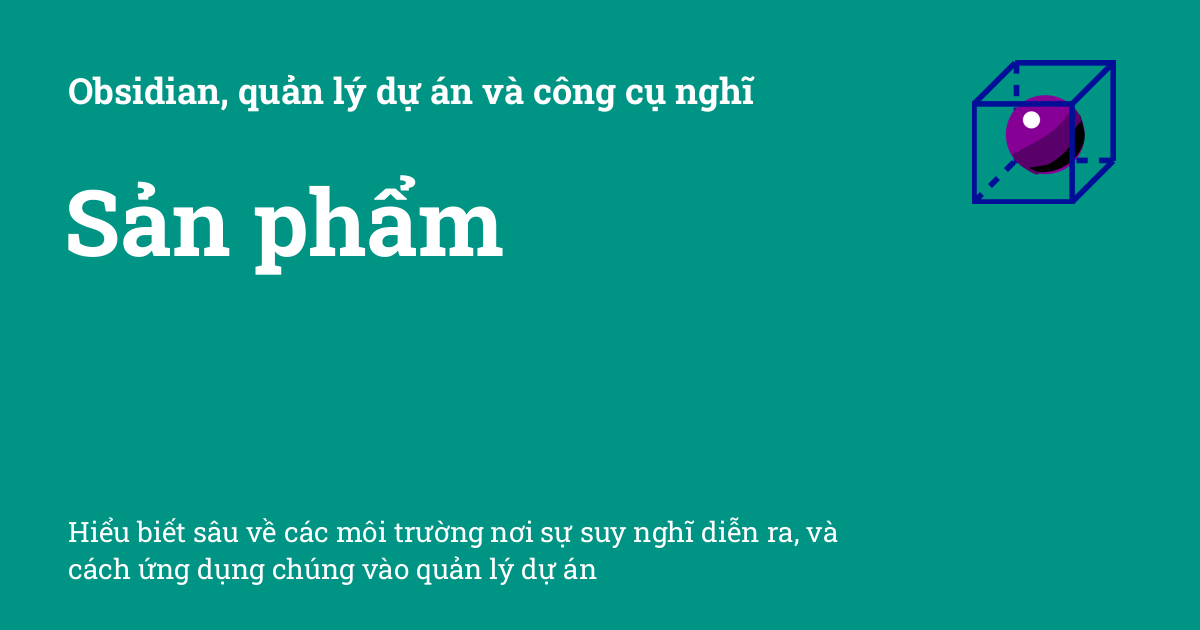 Obsidian, quản lý dự án và công cụ nghĩ
Sản phẩm
Hiểu biết sâu về các môi trường nơi sự suy nghĩ diễn ra, và
cách ứng dụng chúng vào quản lý dự án